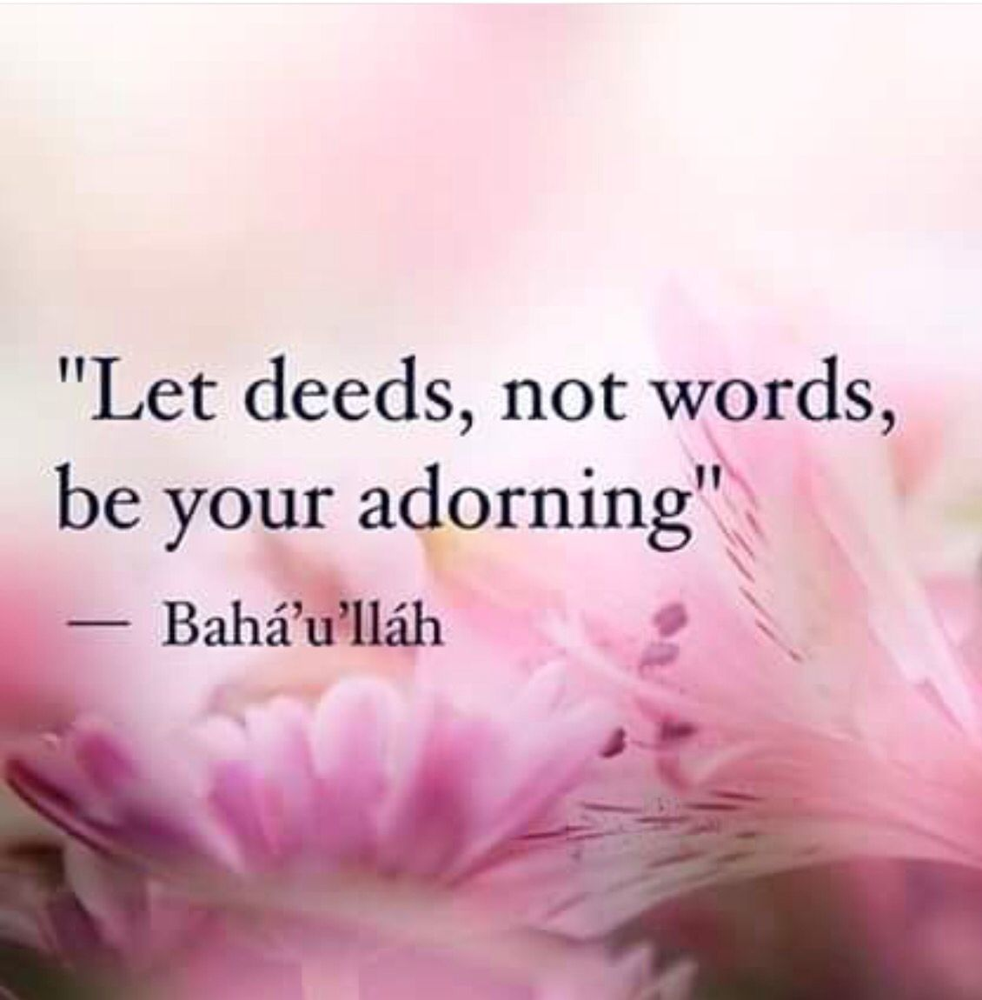 "Let deeds, not words,
be your adorning"
— Bahá’u’lláh